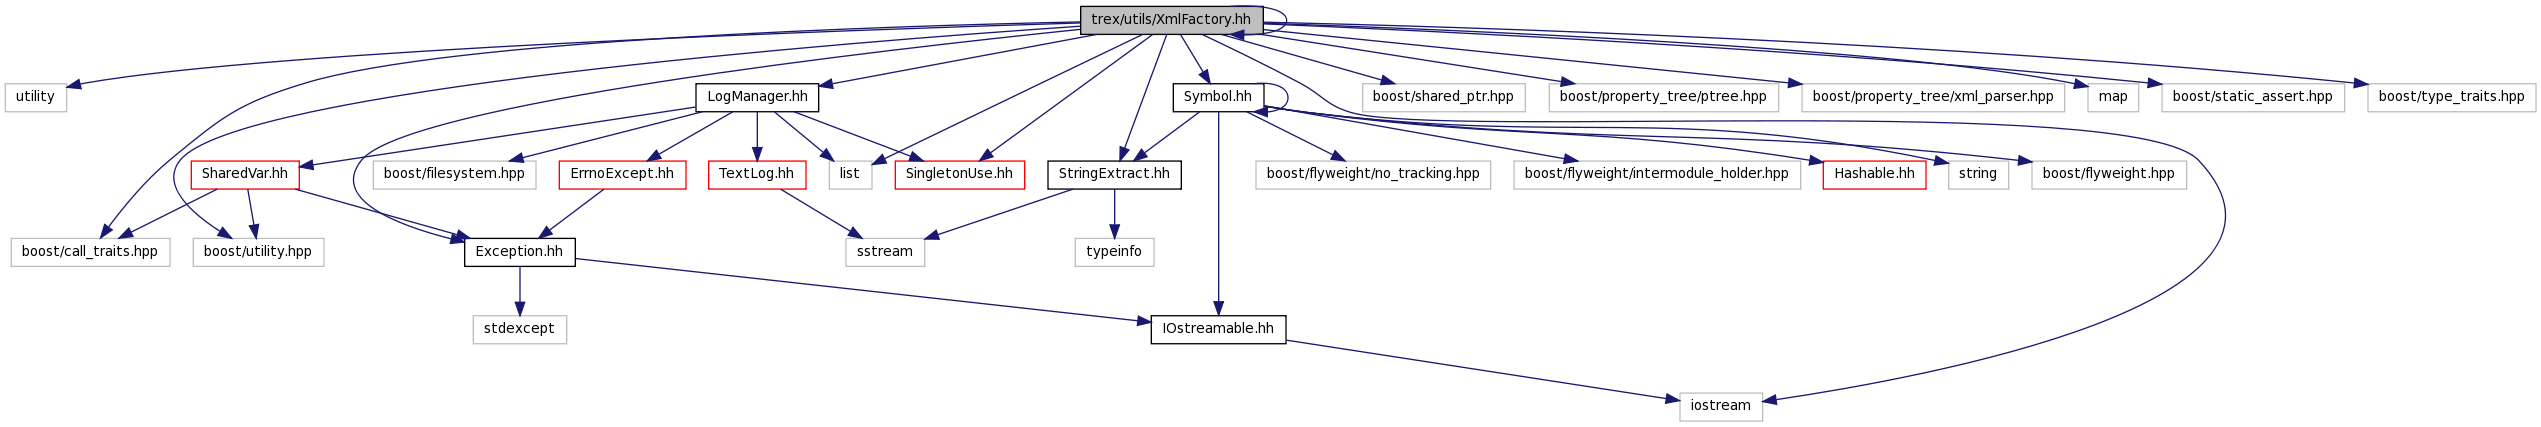 trex/utils/XmlFactory.hh
utility
LogManager.hh
Symbol.hh
boost/shared_ptr.hpp
boost/property_tree/ptree.hpp
boost/property_tree/xml_parser.hpp
map
boost/static_assert.hpp
boost/type_traits.hpp
SharedVar.hh
boost/filesystem.hpp
ErrnoExcept.hh
TextLog.hh
list
SingletonUse.hh
StringExtract.hh
boost/flyweight/no_tracking.hpp
boost/flyweight/intermodule_holder.hpp
Hashable.hh
string
boost/flyweight.hpp
boost/call_traits.hpp
boost/utility.hpp
Exception.hh
sstream
typeinfo
stdexcept
IOstreamable.hh
iostream